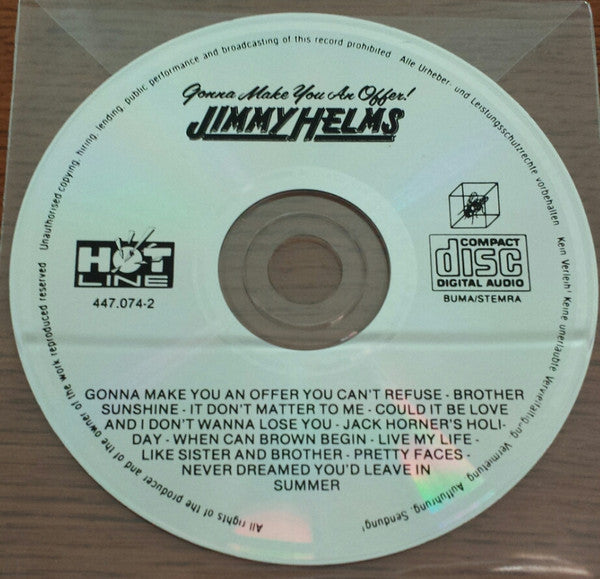 Unauthorised copying, hiring, lending, public performance and broadcasting of this record prohibited
Alle Urheber- und Leistungsschutzrechte vorbehalten
Kein Verleih! Keine unerlaubte Vervielfältigung, Vermietung, Aufführung, Sendung!
All rights of the producer and of the owner of the work reproduced reserved
Gonna Make You An Offer!
JIMMY HELMS
HOT
LINE
447.074-2
COMPACT
disc
DIGITAL AUDIO
BUMA/STEMRA
GONNA MAKE YOU AN OFFER YOU CAN'T REFUSE - BROTHER
SUNSHINE - IT DON'T MATTER TO ME - COULD IT BE LOVE
AND I DON'T WANNA LOSE YOU - JACK HORNER'S HOLI-
DAY - WHEN CAN BROWN BEGIN - LIVE MY LIFE -
LIKE SISTER AND BROTHER - PRETTY FACES -
NEVER DREAMED YOU'D LEAVE IN
SUMMER